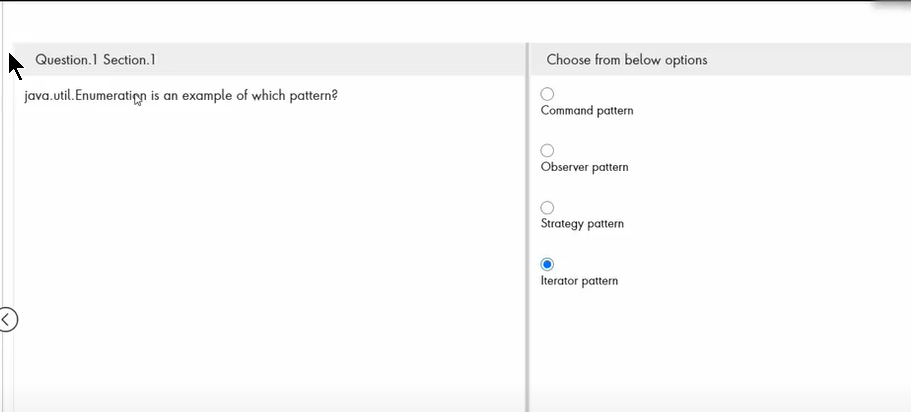 Question.1 Section.1
java.util.Enumeration is an example of which pattern?
Choose from below options
Command pattern
Observer pattern
Strategy pattern
Iterator pattern